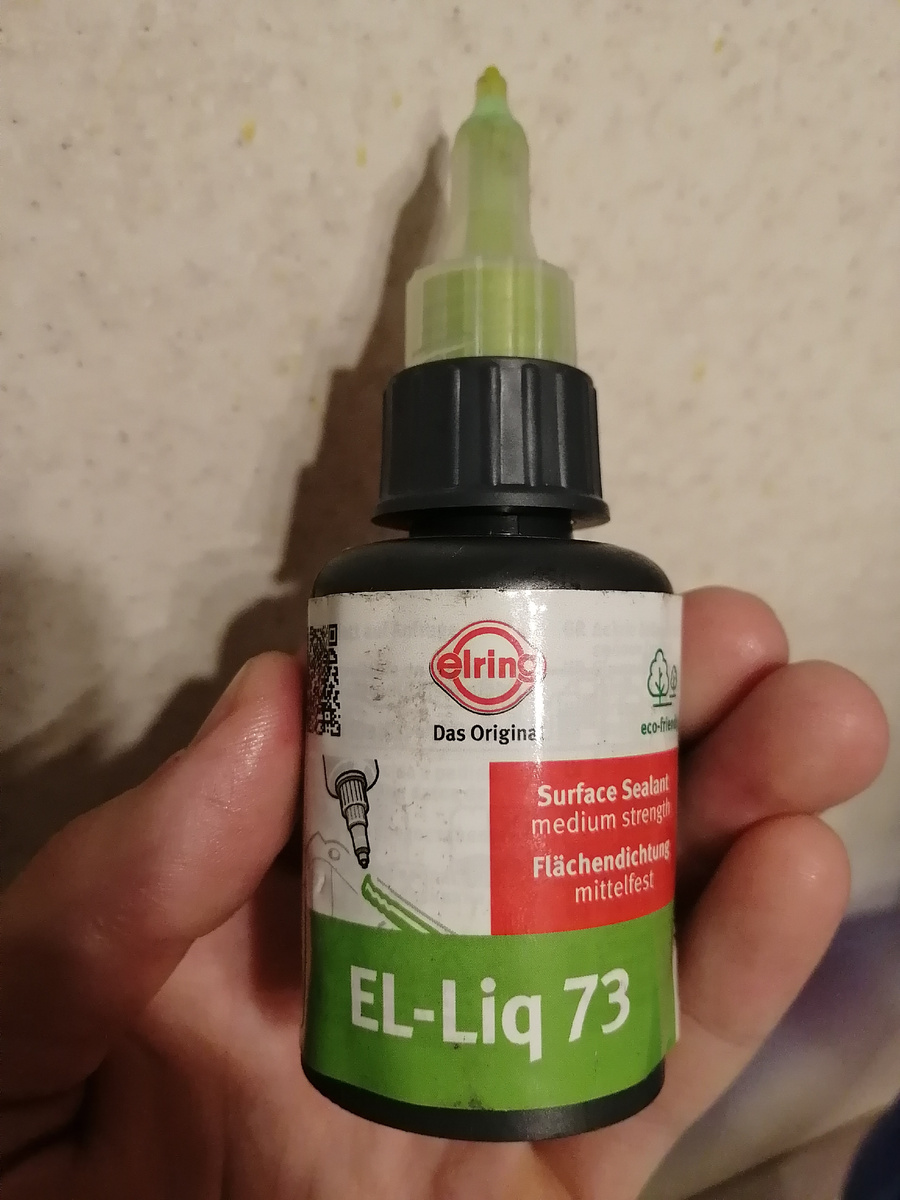 elring
Das Original
eco-friendly
Surface Sealant
medium strength
Flächendichtung
mittelfest
EL-Liq 73